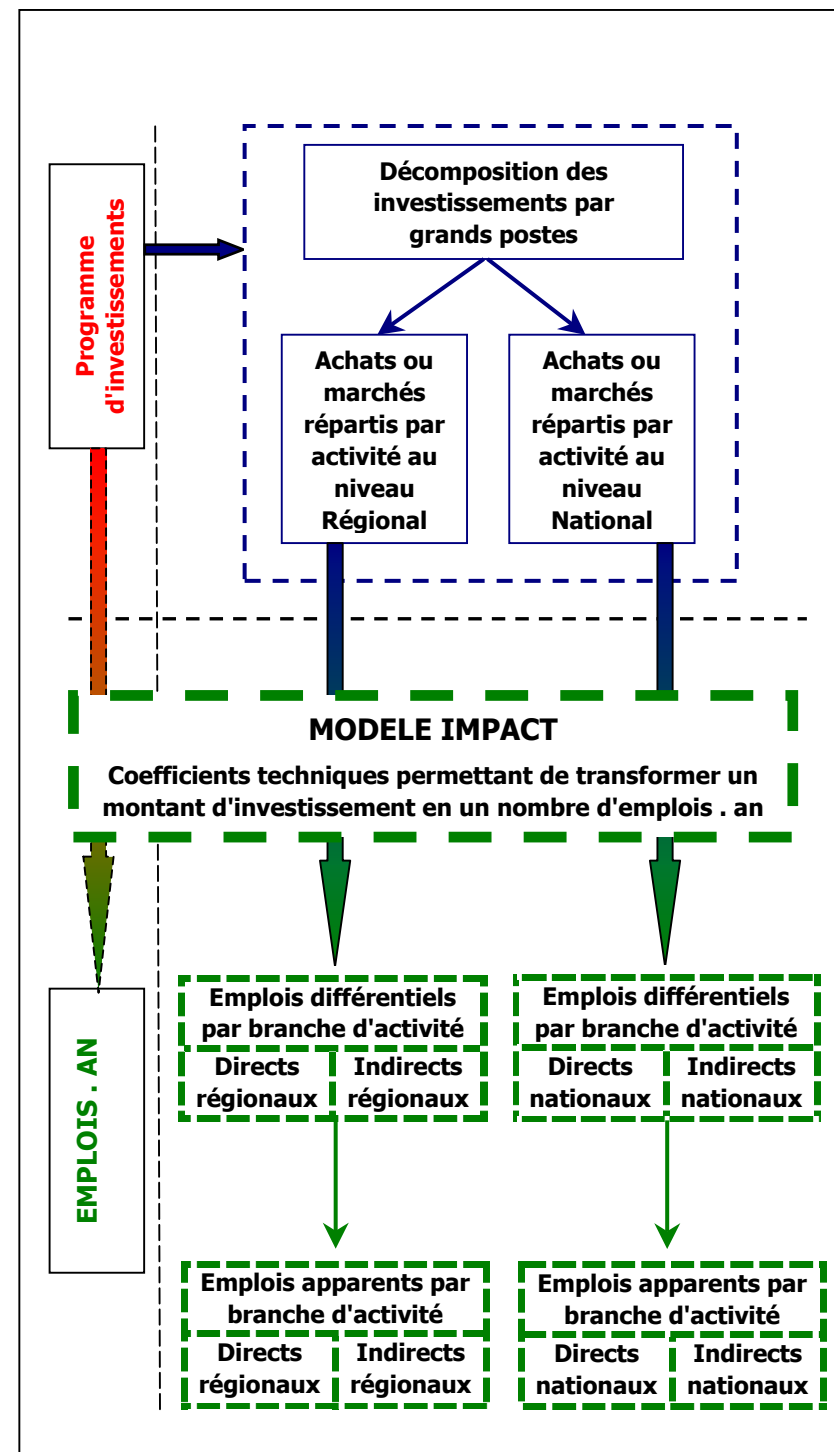 Programme
d'investissements
Décomposition des
investissements par
grands postes
Achats ou
marchés
répartis par
activité au
niveau
Régional
Achats ou
marchés
répartis par
activité au
niveau
National
MODELE IMPACT
Coefficients techniques permettant de transformer un
montant d'investissement en un nombre d'emplois . an
EMPLOIS . AN
Emplois différentiels
par branche d'activité
Directs
régionaux
Indirects
régionaux
Emplois différentiels
par branche d'activité
Directs
nationaux
Indirects
nationaux
Emplois apparents par
branche d'activité
Directs
régionaux
Indirects
régionaux
Emplois apparents par
branche d'activité
Directs
nationaux
Indirects
nationaux